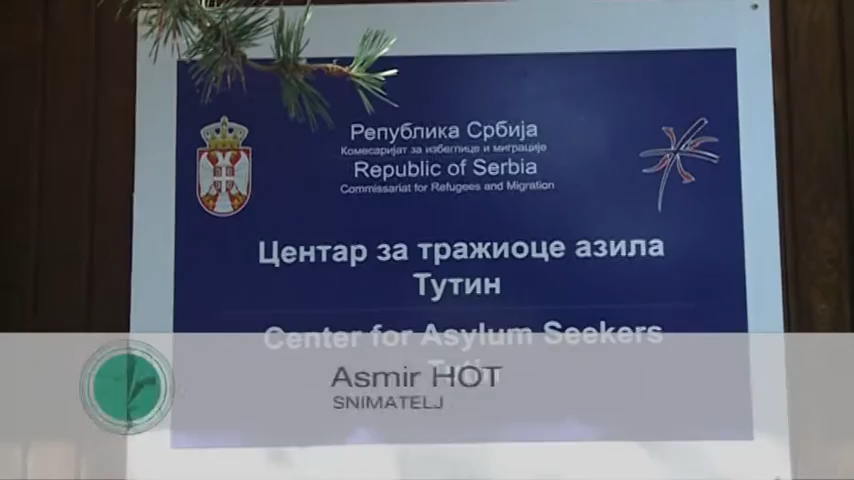 Република Србија
Комесаријат за избеглице и миграције
Republic of Serbia
Commissariat for Refugees and Migration
Центар за тражиоце азила
Тутин
Center for Asylum Seekers
Tutin
Asmir HOT
SNIMATELJ